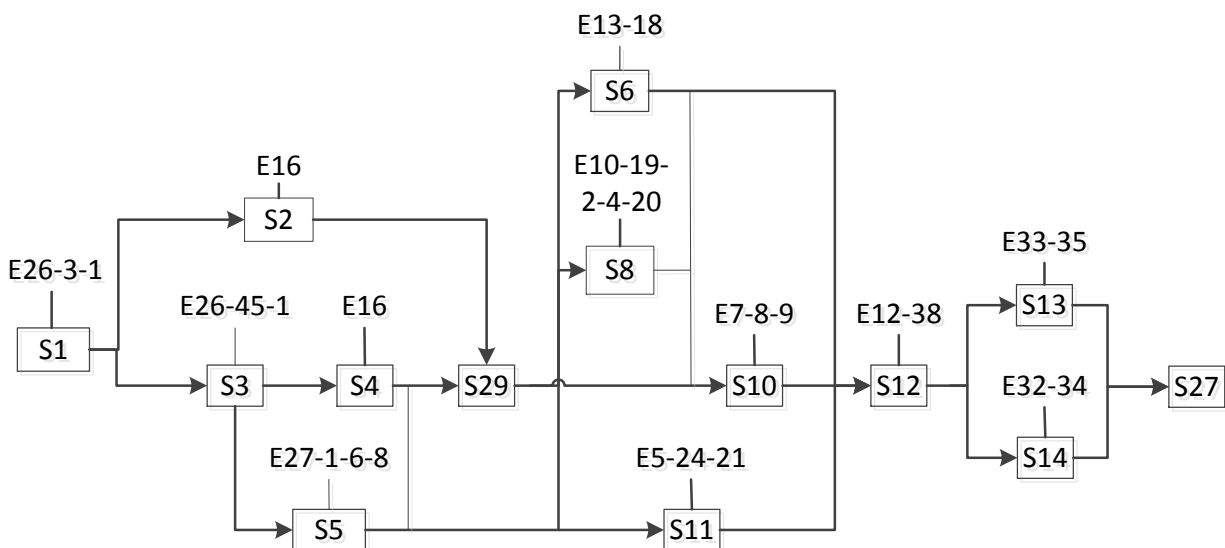 E13-18
S6
E10-19-
2-4-20
S8
E16
S2
E26-3-1
S1
E26-45-1
S3
E16
S4
S29
E7-8-9
S10
E12-38
S12
E33-35
S13
E32-34
S14
S27
E27-1-6-8
S5
E5-24-21
S11